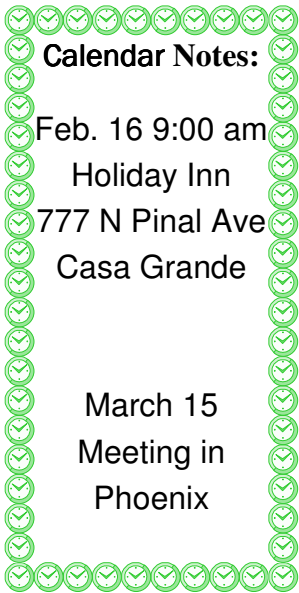 Calendar Notes:
Feb. 16 9:00 am
Holiday Inn
777 N Pinal Ave
Casa Grande
March 15
Meeting in
Phoenix